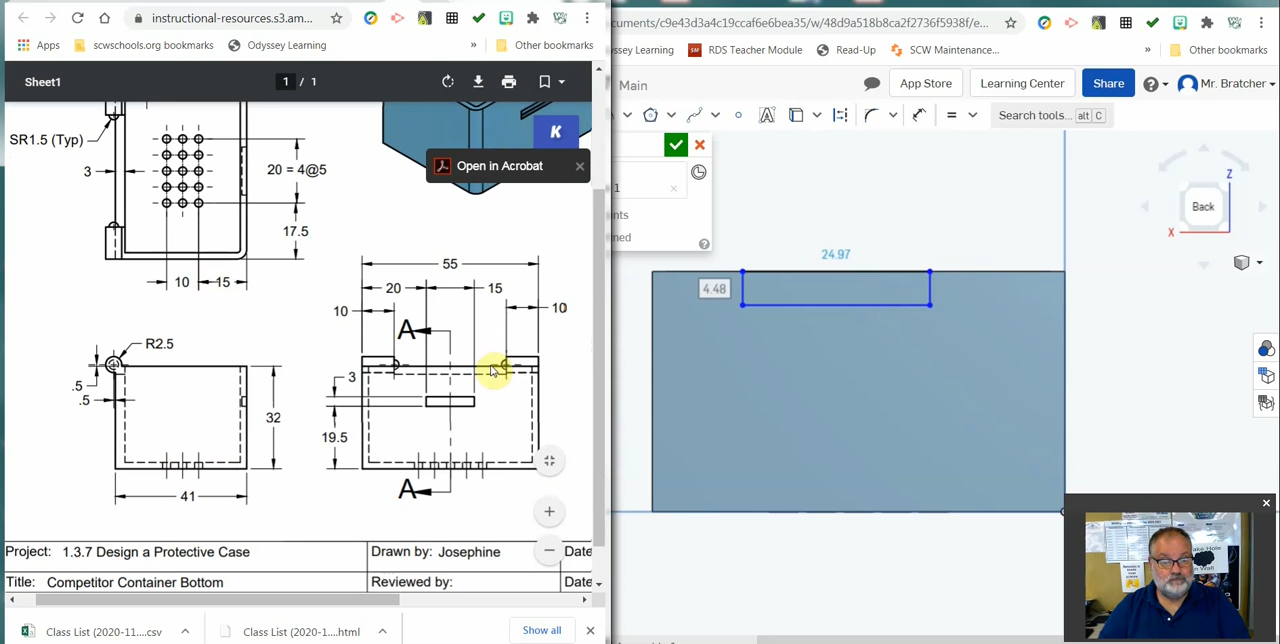 instructional-resources.s3.am...
Apps
scwschools.org bookmarks
Odyssey Learning
»
Other bookmarks
Sheet1
1 / 1
SR1.5 (Typ)
3
20 = 4@5
17.5
10
15
K
Open in Acrobat
55
20
15
10
10
A
R2.5
.5
.5
3
32
19.5
41
A
Project: 1.3.7 Design a Protective Case
Drawn by: Josephine
Date
Title: Competitor Container Bottom
Reviewed by:
Date
Class List (2020-11....csv
Class List (2020-1....html
Show all
cuments/c9e43d3a4c19ccaf6e6bea35/w/48d9a518b8ca2f2736f5938f/e...
yssey Learning
RDS Teacher Module
Read-Up
SCW Maintenance...
»
Other bookmarks
Main
App Store
Learning Center
Share
Mr. Bratcher
Search tools...
alt C
1
nts
ned
24.97
4.48
Z
Back
X